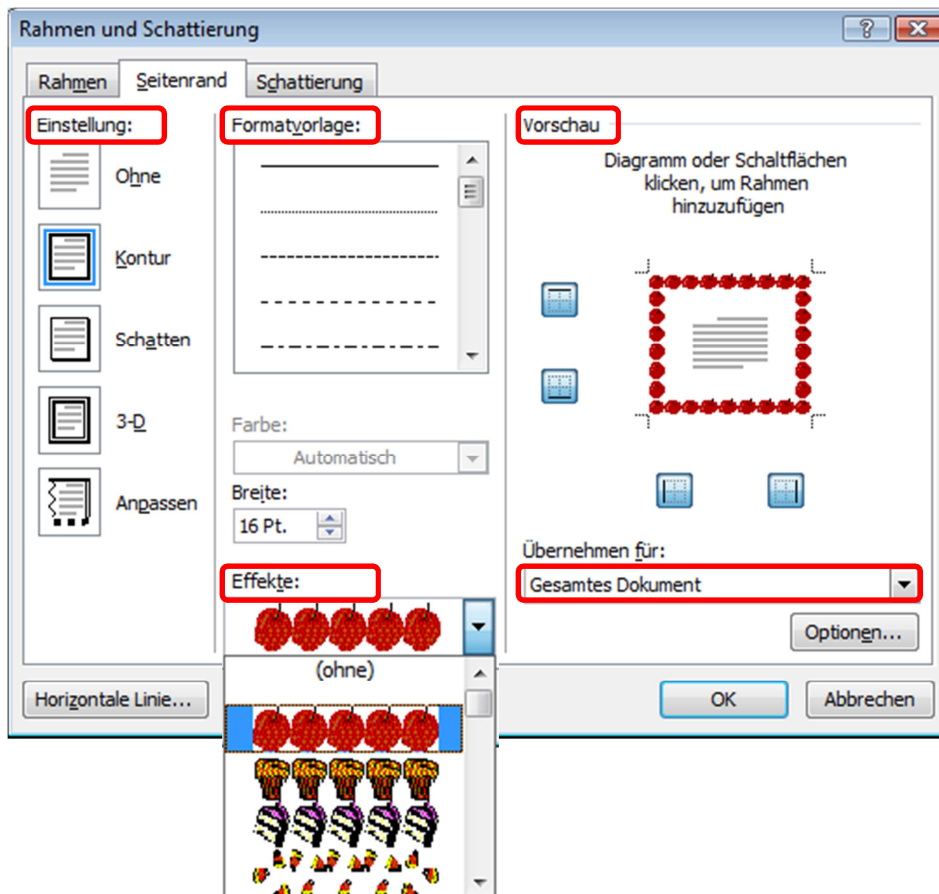 Rahmen und Schattierung
Rahmen
Seitenrand
Schattierung
Einstellung:
Ohne
Kontur
Schatten
3-D
Anpassen
Formatvorlage:
Farbe:
Automatisch
Breite:
16 Pt.
Effekte:
(ohne)
Vorschau
Diagramm oder Schaltflächen
klicken, um Rahmen
hinzuzufügen
Übernehmen für:
Gesamtes Dokument
Optionen...
Horizontale Linie...
OK
Abbrechen